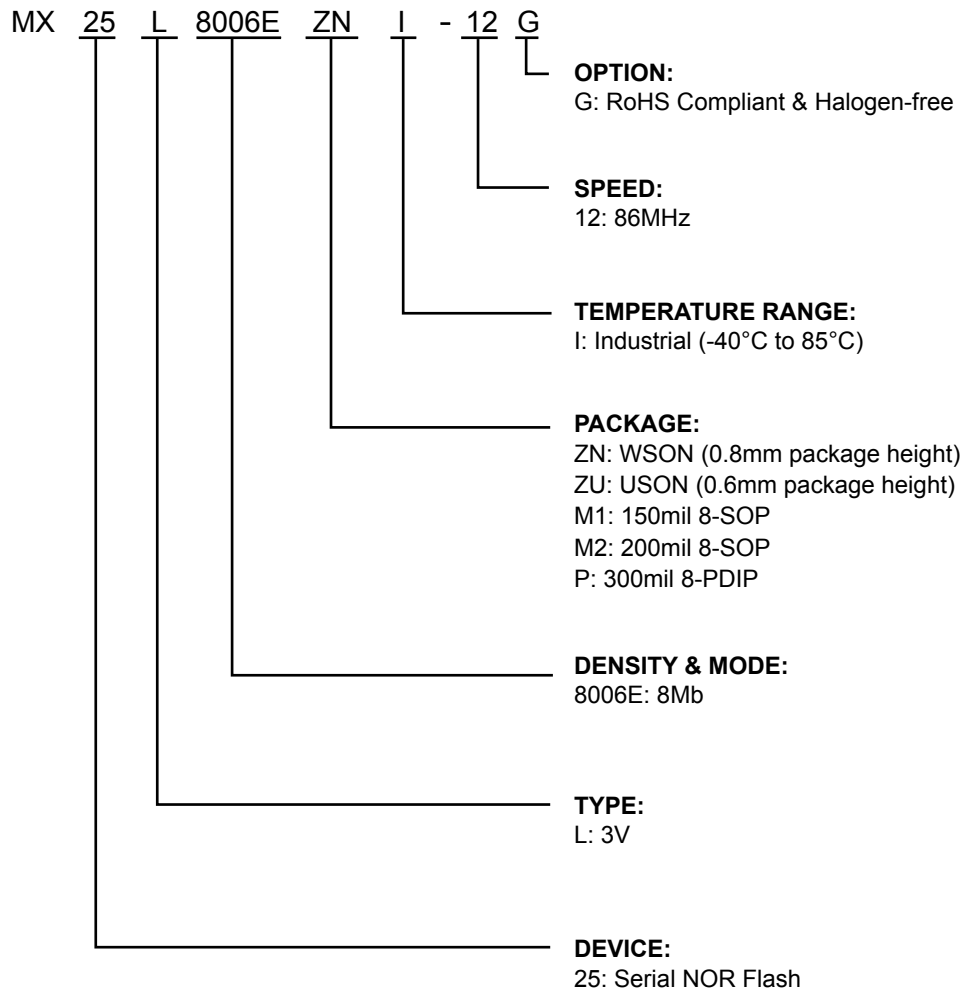 MX 25 L 8006E ZN I - 12 G
OPTION:
G: RoHS Compliant & Halogen-free
SPEED:
12: 86MHz
TEMPERATURE RANGE:
I: Industrial (-40°C to 85°C)
PACKAGE:
ZN: WSON (0.8mm package height)
ZU: USON (0.6mm package height)
M1: 150mil 8-SOP
M2: 200mil 8-SOP
P: 300mil 8-PDIP
DENSITY & MODE:
8006E: 8Mb
TYPE:
L: 3V
DEVICE:
25: Serial NOR Flash